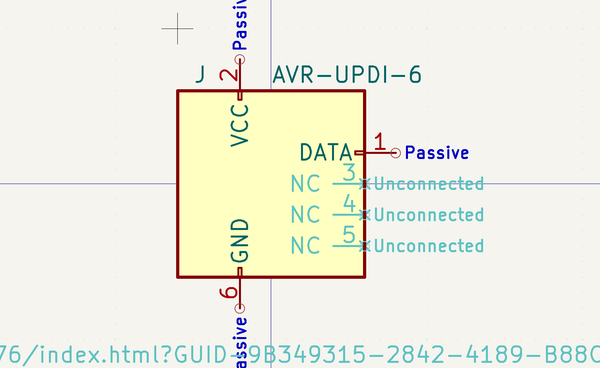 Passiv
2
J AVR-UPDI-6
VCC
DATA 1 Passive
NC 3 Unconnected
NC 4 Unconnected
NC 5 Unconnected
GND
6
assive
76/index.html?GUID-9B349315-2842-4189-B88C